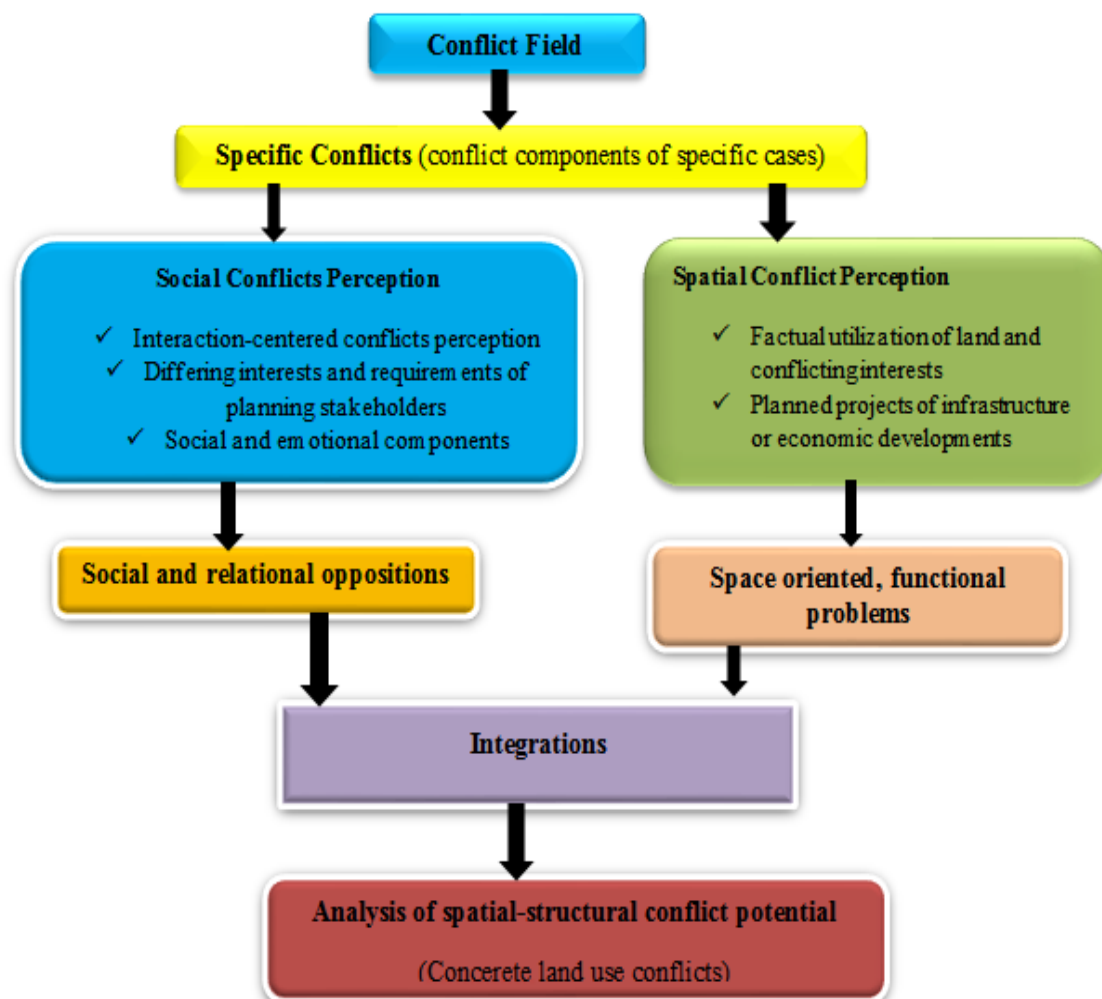 Conflict Field
Specific Conflicts (conflict components of specific cases)
Social Conflicts Perception
✓ Interaction-centered conflicts perception
✓ Differing interests and requirements of
planning stakeholders
✓ Social and emotional components
Spatial Conflict Perception
✓ Factual utilization of land and
conflicting interests
✓ Planned projects of infrastructure
or economic developments
Social and relational oppositions
Space oriented, functional
problems
Integrations
Analysis of spatial-structural conflict potential
(Concerete land use conflicts)